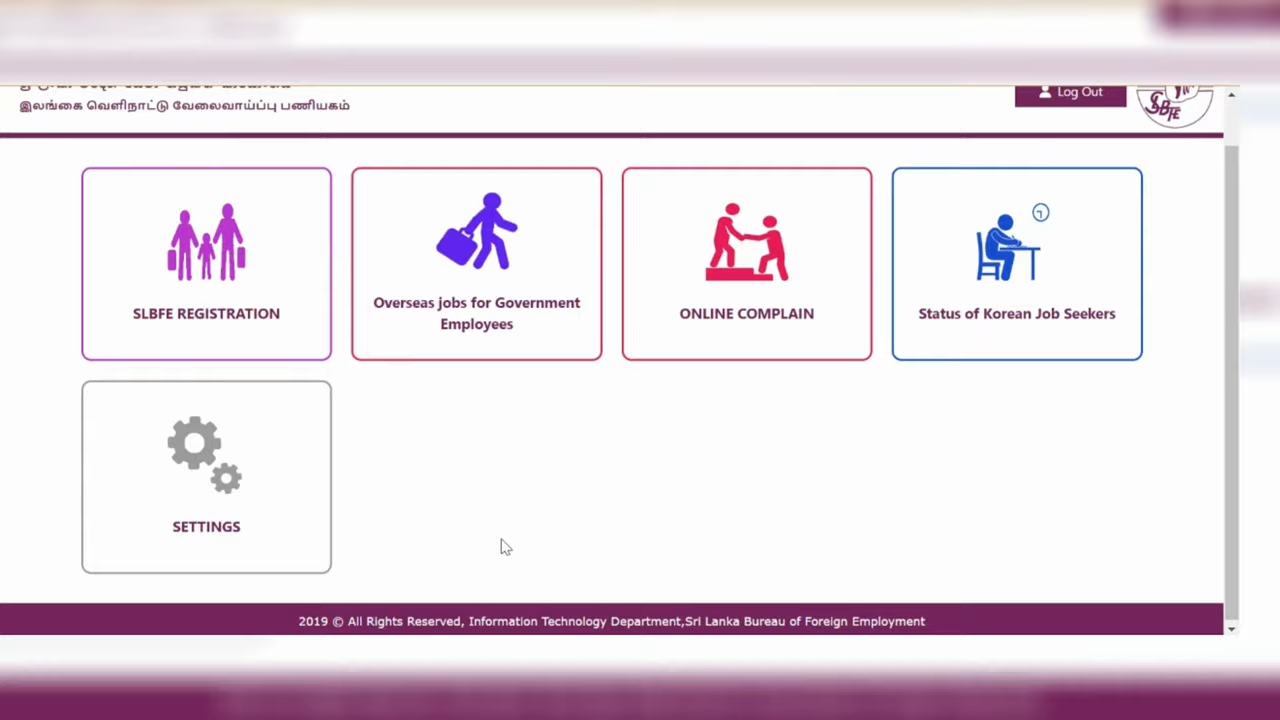 இலங்கை வெளிநாட்டு வேலைவாய்ப்பு பணியகம்
Log Out
SLBFE
SLBFE REGISTRATION
Overseas jobs for Government
Employees
ONLINE COMPLAIN
Status of Korean Job Seekers
SETTINGS
2019 © All Rights Reserved, Information Technology Department,Sri Lanka Bureau of Foreign Employment